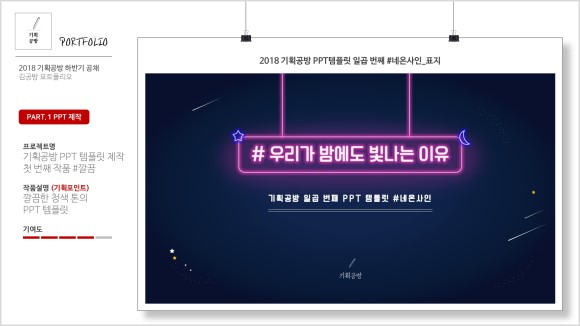 기획
공방
PORTFOLIO
2018 기획공방 하반기 공채
김공방 포트폴리오
PART. 1 PPT 제작
프로젝트명
기획공방 PPT 템플릿 제작
첫 번째 작품 #깔끔
작품설명 (기획포인트)
깔끔한 청색 톤의
PPT 템플릿
기여도
2018 기획공방 PPT템플릿 일곱 번째 #네온사인_표지
# 우리가 밤에도 빛나는 이유
기획공방 일곱 번째 PPT 템플릿 #네온사인
기획공방